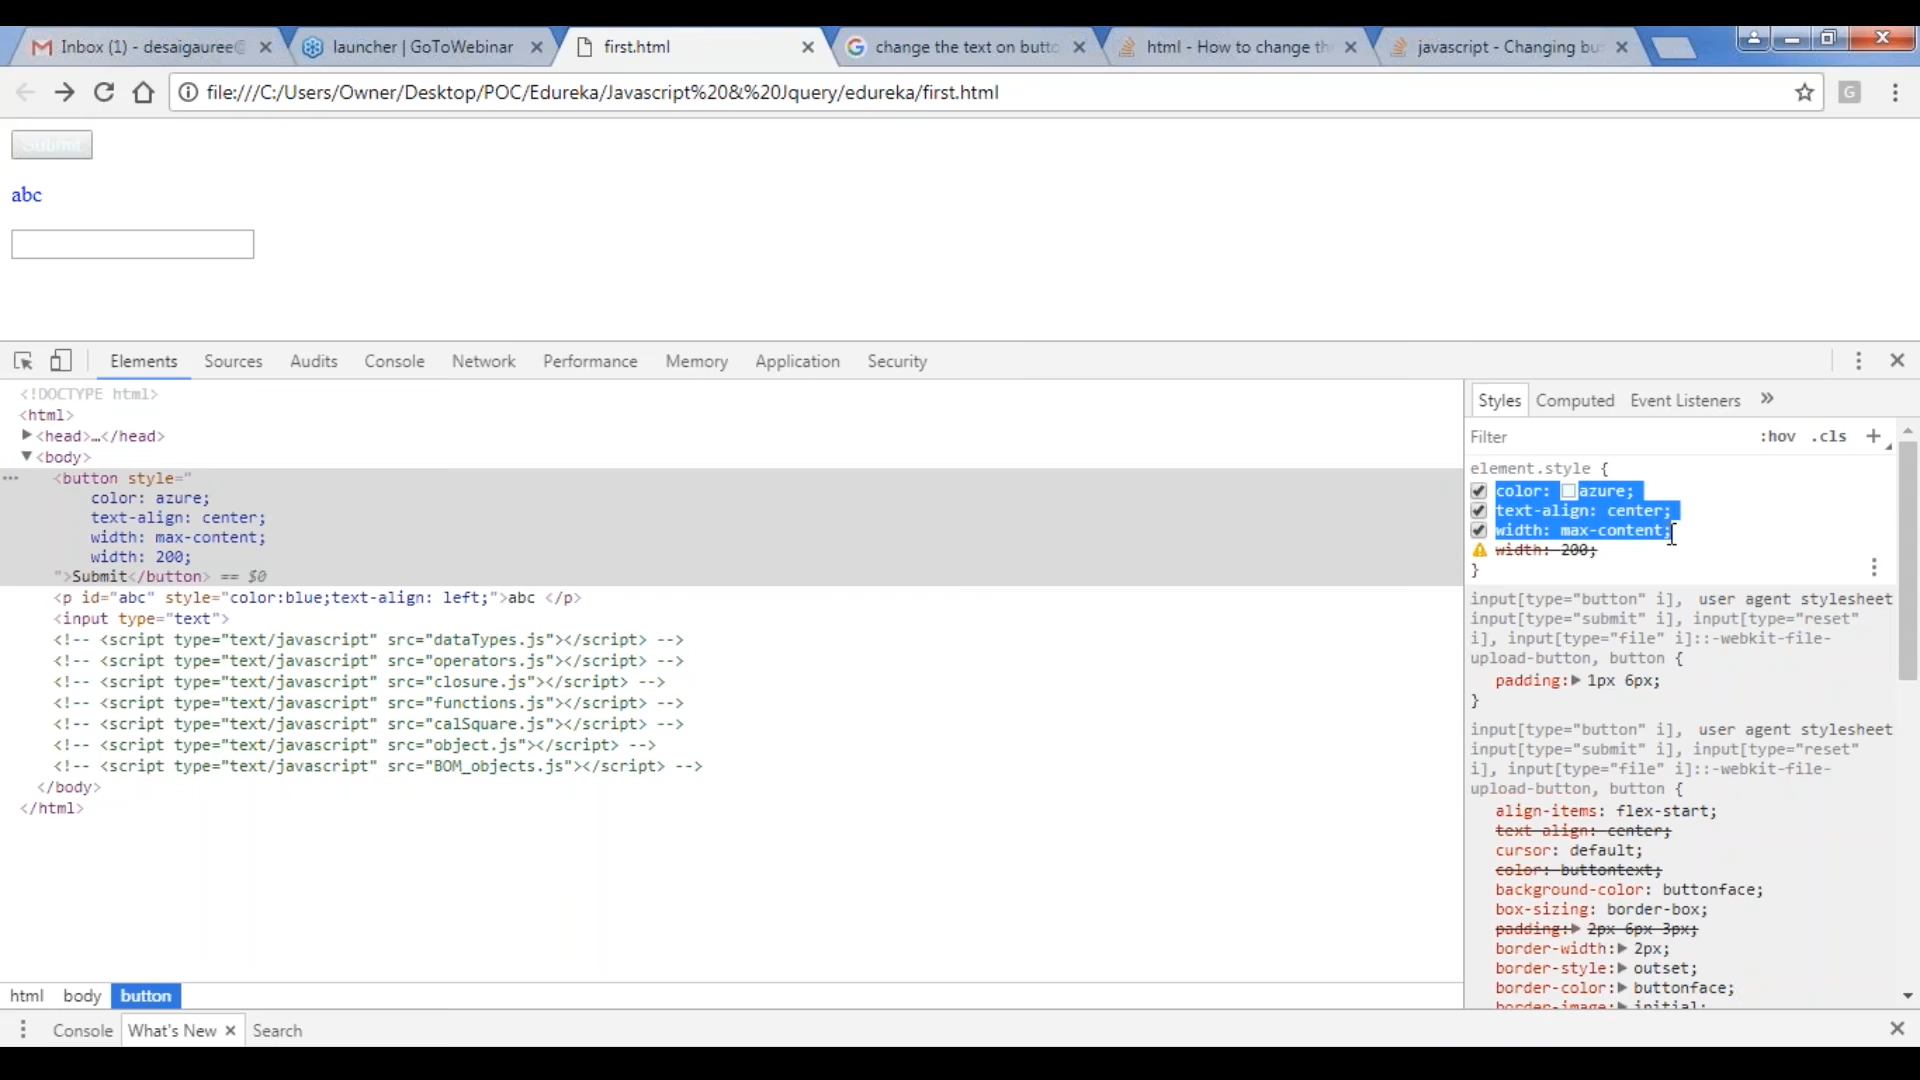 Inbox (1) - desaigauree@
launcher | GoToWebinar
first.html
change the text on butto
html - How to change th
javascript - Changing bu
file:///C:/Users/Owner/Desktop/POC/Edureka/Javascript%20&%20Jquery/edureka/first.html
G
Submit
abc
Elements
Sources
Audits
Console
Network
Performance
Memory
Application
Security
<!DOCTYPE html>
<html>
<head>…</head>
<body>
<button style="
color: azure;
text-align: center;
width: max-content;
width: 200;
">Submit</button> == $0
<p id="abc" style="color:blue;text-align: left;">abc </p>
<input type="text">
<!-- <script type="text/javascript" src="dataTypes.js"></script> -->
<!-- <script type="text/javascript" src="operators.js"></script> -->
<!-- <script type="text/javascript" src="closure.js"></script> -->
<!-- <script type="text/javascript" src="functions.js"></script> -->
<!-- <script type="text/javascript" src="calSquare.js"></script> -->
<!-- <script type="text/javascript" src="object.js"></script> -->
<!-- <script type="text/javascript" src="BOM_objects.js"></script> -->
</body>
</html>
html body button
Styles Computed Event Listeners »
Filter :hov .cls +
element.style {
color: azure;
text-align: center;
width: max-content;
width: 200;
}
input[type="button" i], user agent stylesheet
input[type="submit" i], input[type="reset"
i], input[type="file" i]::-webkit-file-
upload-button, button {
padding: 1px 6px;
}
input[type="button" i], user agent stylesheet
input[type="submit" i], input[type="reset"
i], input[type="file" i]::-webkit-file-
upload-button, button {
align-items: flex-start;
text-align: center;
cursor: default;
color: buttontext;
background-color: buttonface;
box-sizing: border-box;
padding: 2px 6px 3px;
border-width: 2px;
border-style: outset;
border-color: buttonface;
border-image: initial;
Console
What's New
Search